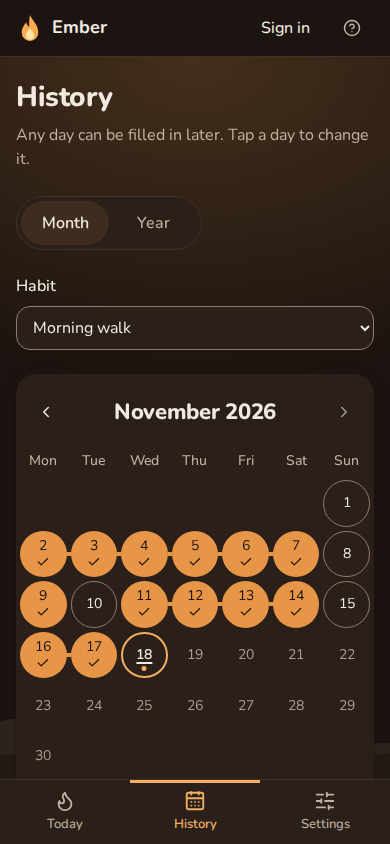 Ember
Sign in
History
Any day can be filled in later. Tap a day to change
it.
Month Year
Habit
Morning walk
November 2026
Mon Tue Wed Thu Fri Sat Sun
1
2 3 4 5 6 7 8
9 10 11 12 13 14 15
16 17 18 19 20 21 22
23 24 25 26 27 28 29
30
Today History Settings